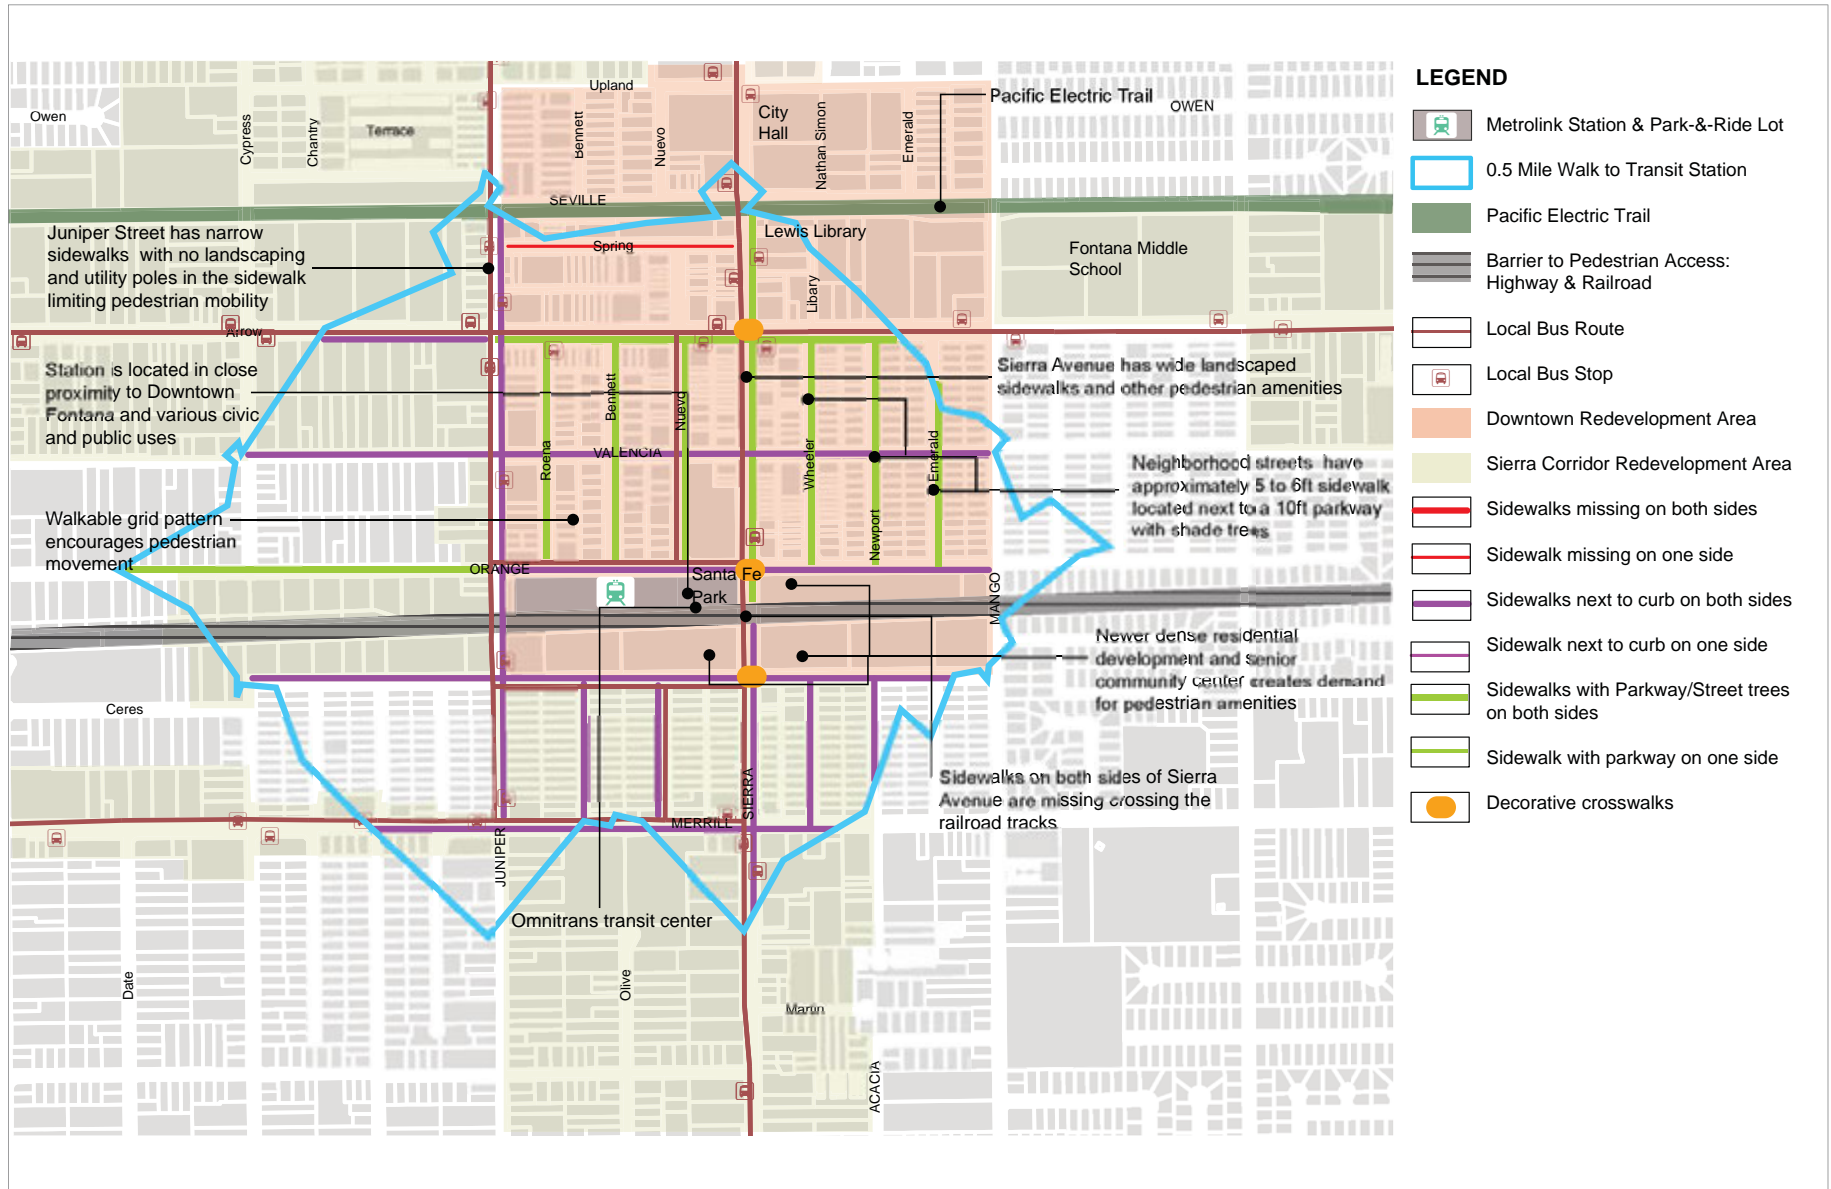 Upland
Pacific Electric Trail
OWEN
City
Hall
Owen
Cypress
Chantry
Terrace
Bennett
Nuevo
Nathan Simon
Emerald
SEVILLE
Juniper Street has narrow
sidewalks with no landscaping
and utility poles in the sidewalk
limiting pedestrian mobility
Spring
Lewis Library
Fontana Middle
School
Libary
Arrow
Station is located in close
proximity to Downtown
Fontana and various civic
and public uses
Sierra Avenue has wide landscaped
sidewalks and other pedestrian amenities
Bennett
Nuevo
Roena
VALENCIA
Wheeler
Emerald
Newport
Neighborhood streets have
approximately 5 to 6ft sidewalk
located next to a 10ft parkway
with shade trees
Walkable grid pattern
encourages pedestrian
movement
ORANGE
Santa Fe
Park
MANGO
Newer dense residential
development and senior
community center creates demand
for pedestrian amenities
Ceres
Sidewalks on both sides of Sierra
Avenue are missing crossing the
railroad tracks
SIERRA
MERRILL
JUNIPER
Omnitrans transit center
Date
Olive
Martin
ACACIA
LEGEND
Metrolink Station & Park-&-Ride Lot
0.5 Mile Walk to Transit Station
Pacific Electric Trail
Barrier to Pedestrian Access:
Highway & Railroad
Local Bus Route
Local Bus Stop
Downtown Redevelopment Area
Sierra Corridor Redevelopment Area
Sidewalks missing on both sides
Sidewalk missing on one side
Sidewalks next to curb on both sides
Sidewalk next to curb on one side
Sidewalks with Parkway/Street trees
on both sides
Sidewalk with parkway on one side
Decorative crosswalks